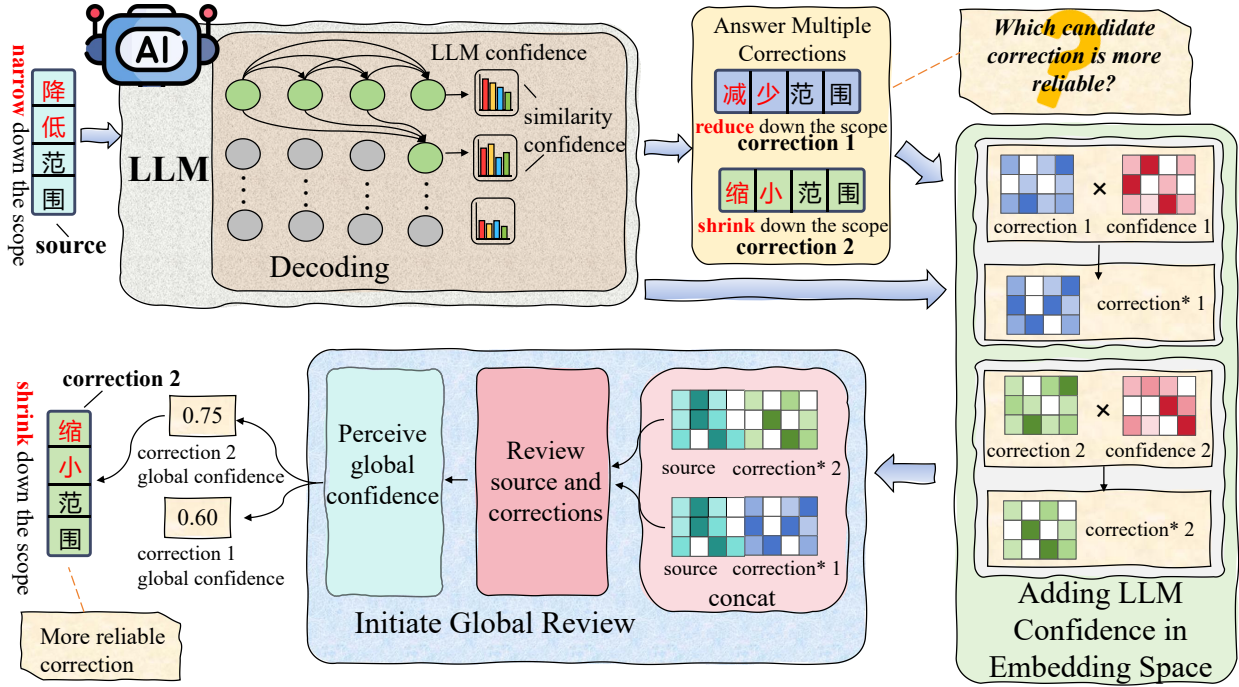 AI
narrow down the scope
降
低
范
围
source
LLM
LLM confidence
similarity
confidence
Decoding
Answer Multiple
Corrections
减 少 范 围
reduce down the scope
correction 1
缩 小 范 围
shrink down the scope
correction 2
?
Which candidate
correction is more
reliable?
×
correction 1 confidence 1
correction* 1
×
correction 2 confidence 2
correction* 2
Adding LLM
Confidence in
Embedding Space
source correction* 2
source correction* 1
concat
Review
source and
corrections
Perceive
global
confidence
Initiate Global Review
0.75
correction 2
global confidence
0.60
correction 1
global confidence
correction 2
shrink down the scope
缩
小
范
围
More reliable
correction